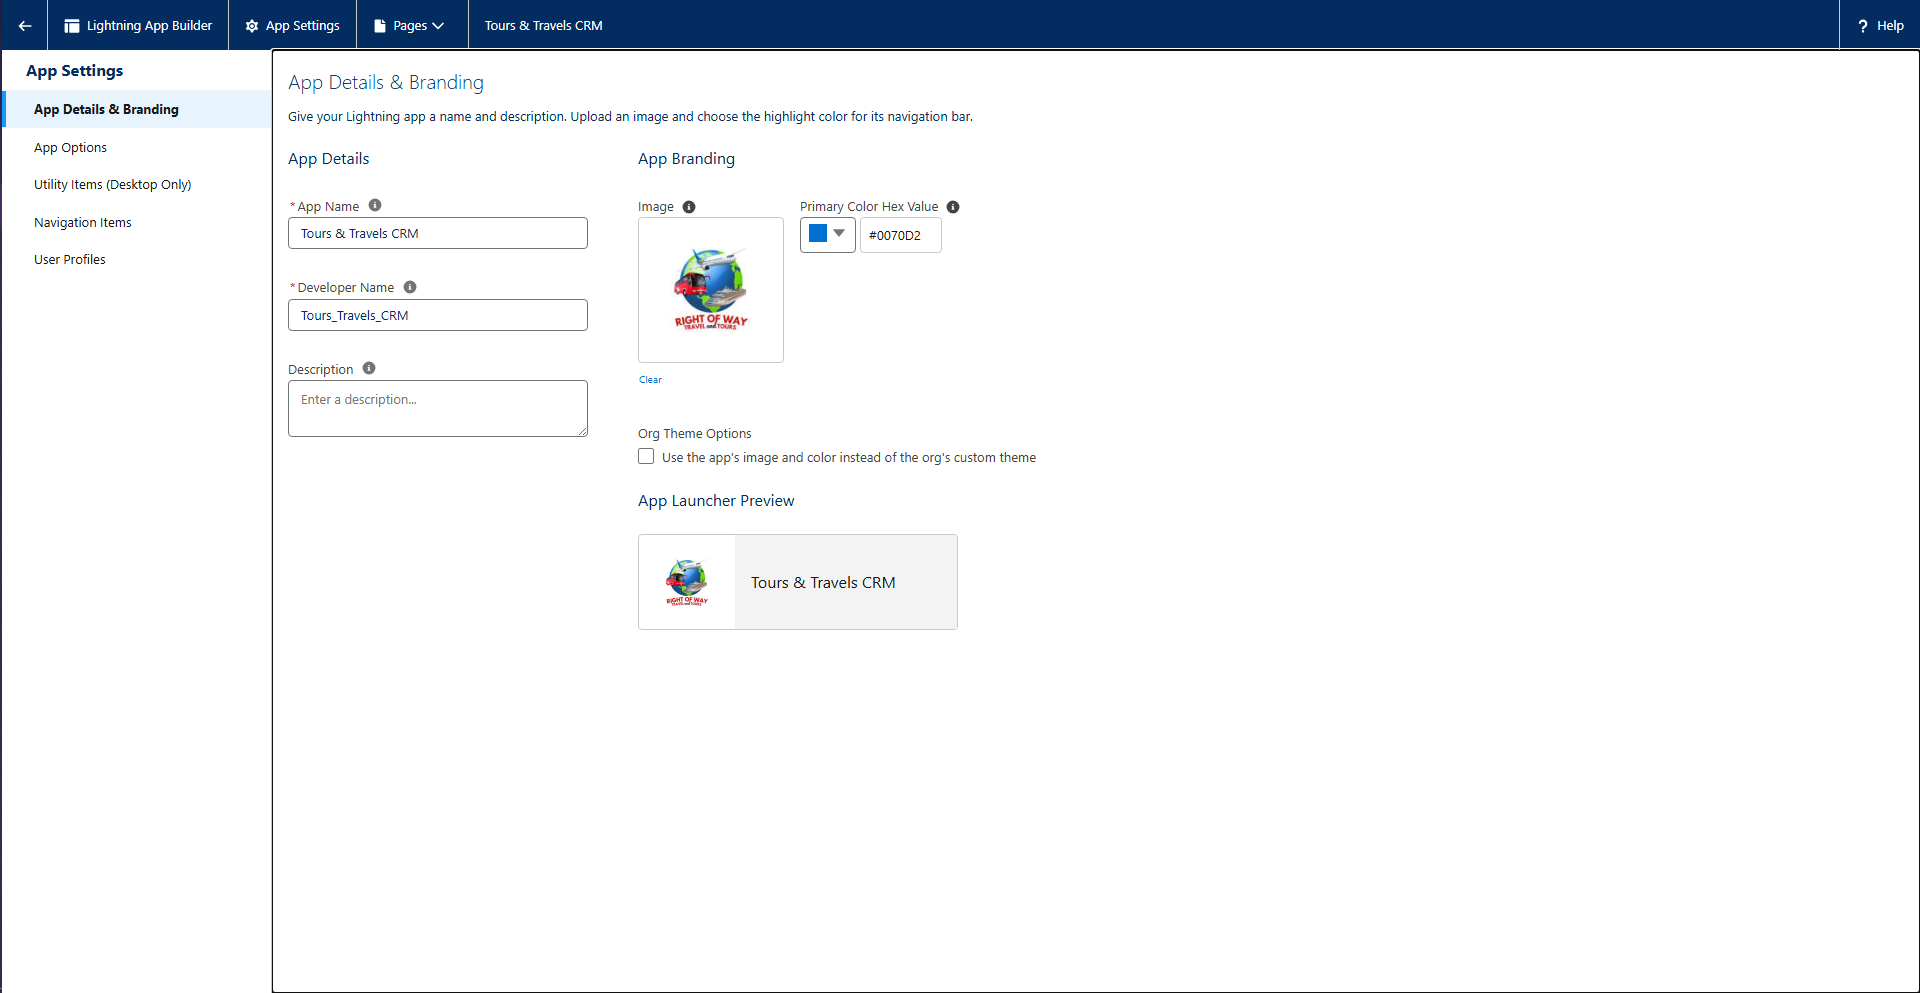 Lightning App Builder
App Settings
Pages
Tours & Travels CRM
? Help
App Settings
App Details & Branding
App Options
Utility Items (Desktop Only)
Navigation Items
User Profiles
App Details & Branding
Give your Lightning app a name and description. Upload an image and choose the highlight color for its navigation bar.
App Details
*App Name
Tours & Travels CRM
*Developer Name
Tours_Travels_CRM
Description
Enter a description...
App Branding
Image
RIGHT OF WAY
TRAVEL and TOURS
Clear
Primary Color Hex Value
#0070D2
Org Theme Options
Use the app's image and color instead of the org's custom theme
App Launcher Preview
RIGHT OF WAY
TRAVEL and TOURS
Tours & Travels CRM